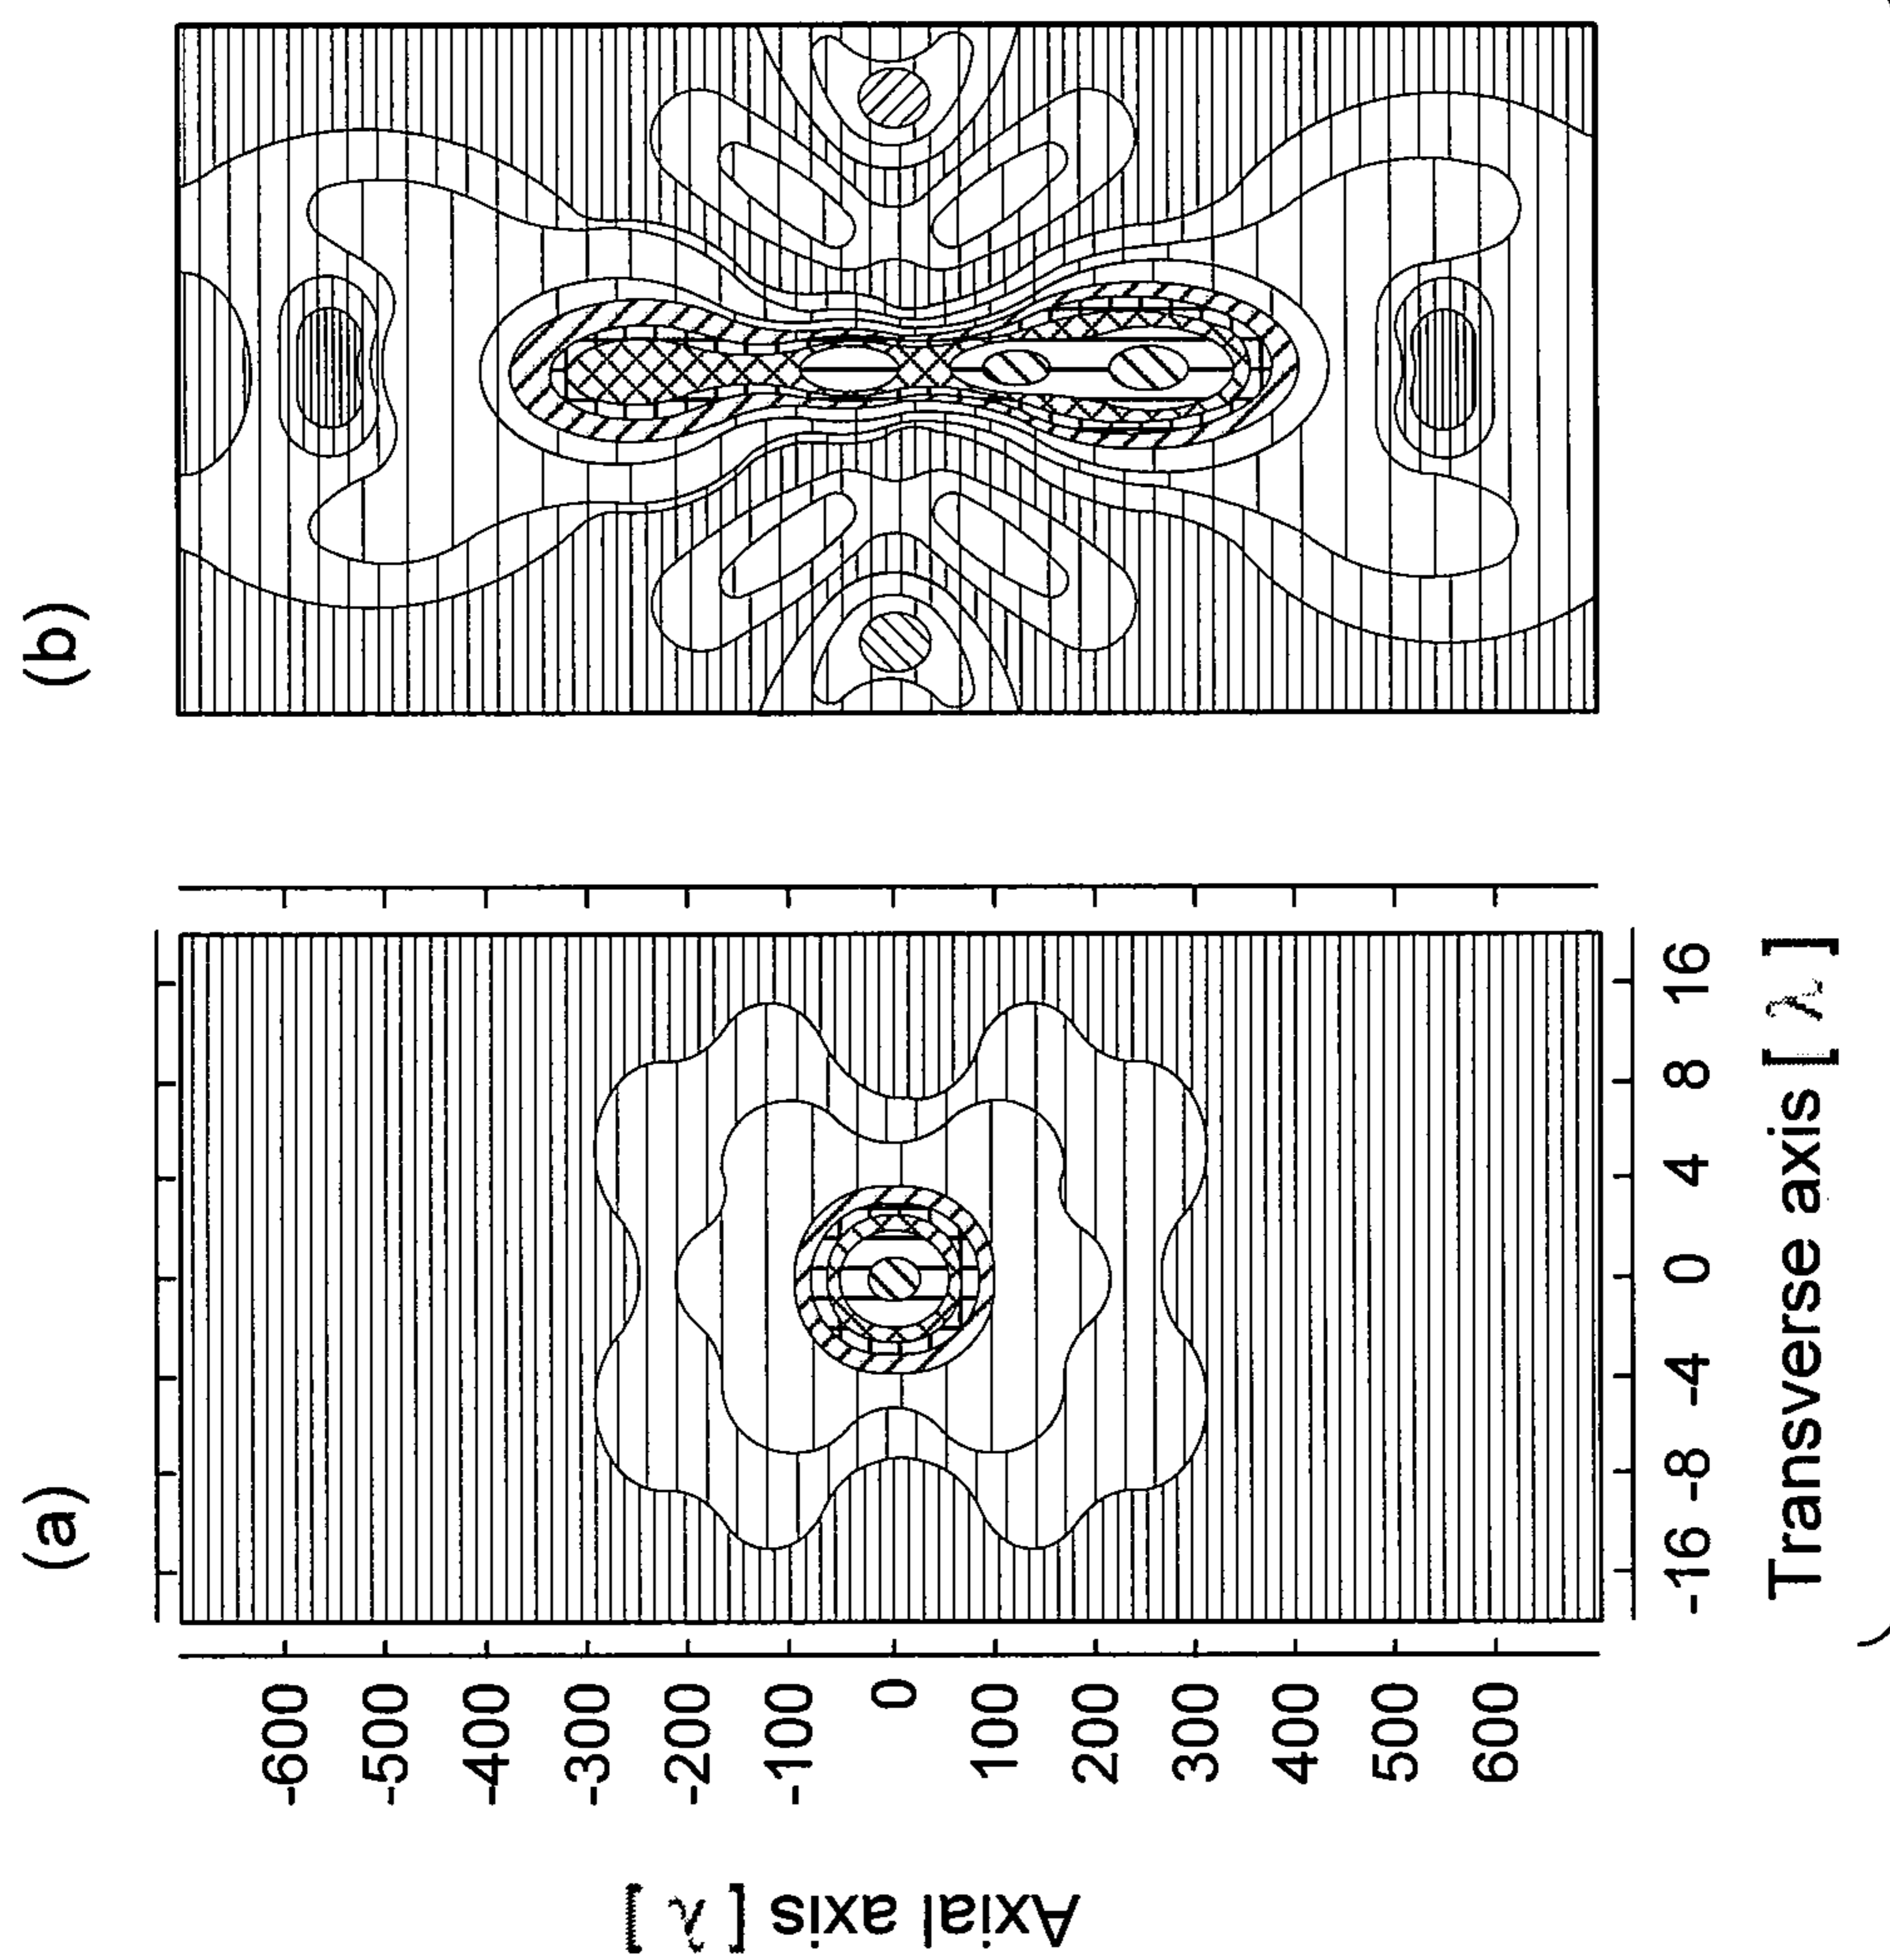 (a)
(b)
Axial axis [ λ ]
-600
-500
-400
-300
-200
-100
0
100
200
300
400
500
600
-16 -8 -4 0 4 8 16
Transverse axis [ λ ]